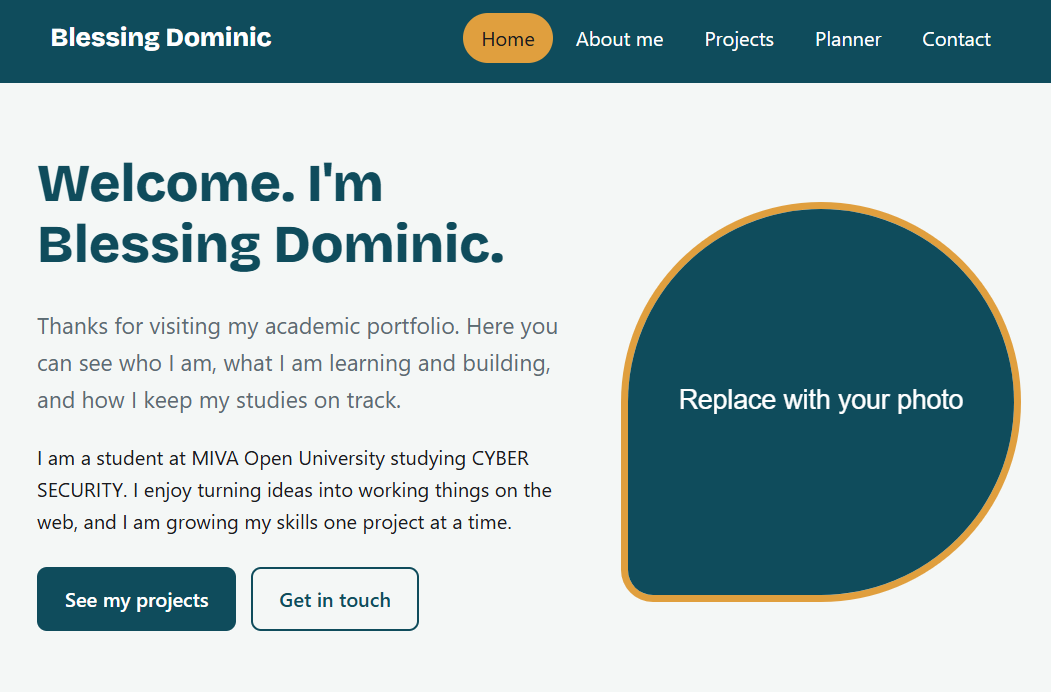 Blessing Dominic
Home
About me
Projects
Planner
Contact
Welcome. I'm
Blessing Dominic.
Thanks for visiting my academic portfolio. Here you
can see who I am, what I am learning and building,
and how I keep my studies on track.
I am a student at MIVA Open University studying CYBER
SECURITY. I enjoy turning ideas into working things on the
web, and I am growing my skills one project at a time.
See my projects
Get in touch
Replace with your photo